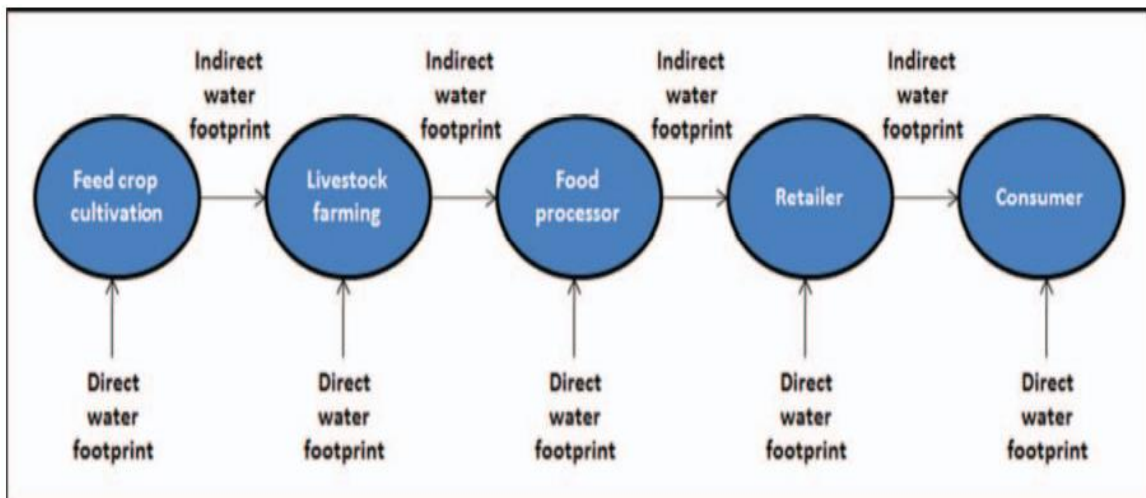 Indirect
water
footprint
Indirect
water
footprint
Indirect
water
footprint
Indirect
water
footprint
Feed crop
cultivation
Livestock
farming
Food
processor
Retailer
Consumer
Direct
water
footprint
Direct
water
footprint
Direct
water
footprint
Direct
water
footprint
Direct
water
footprint